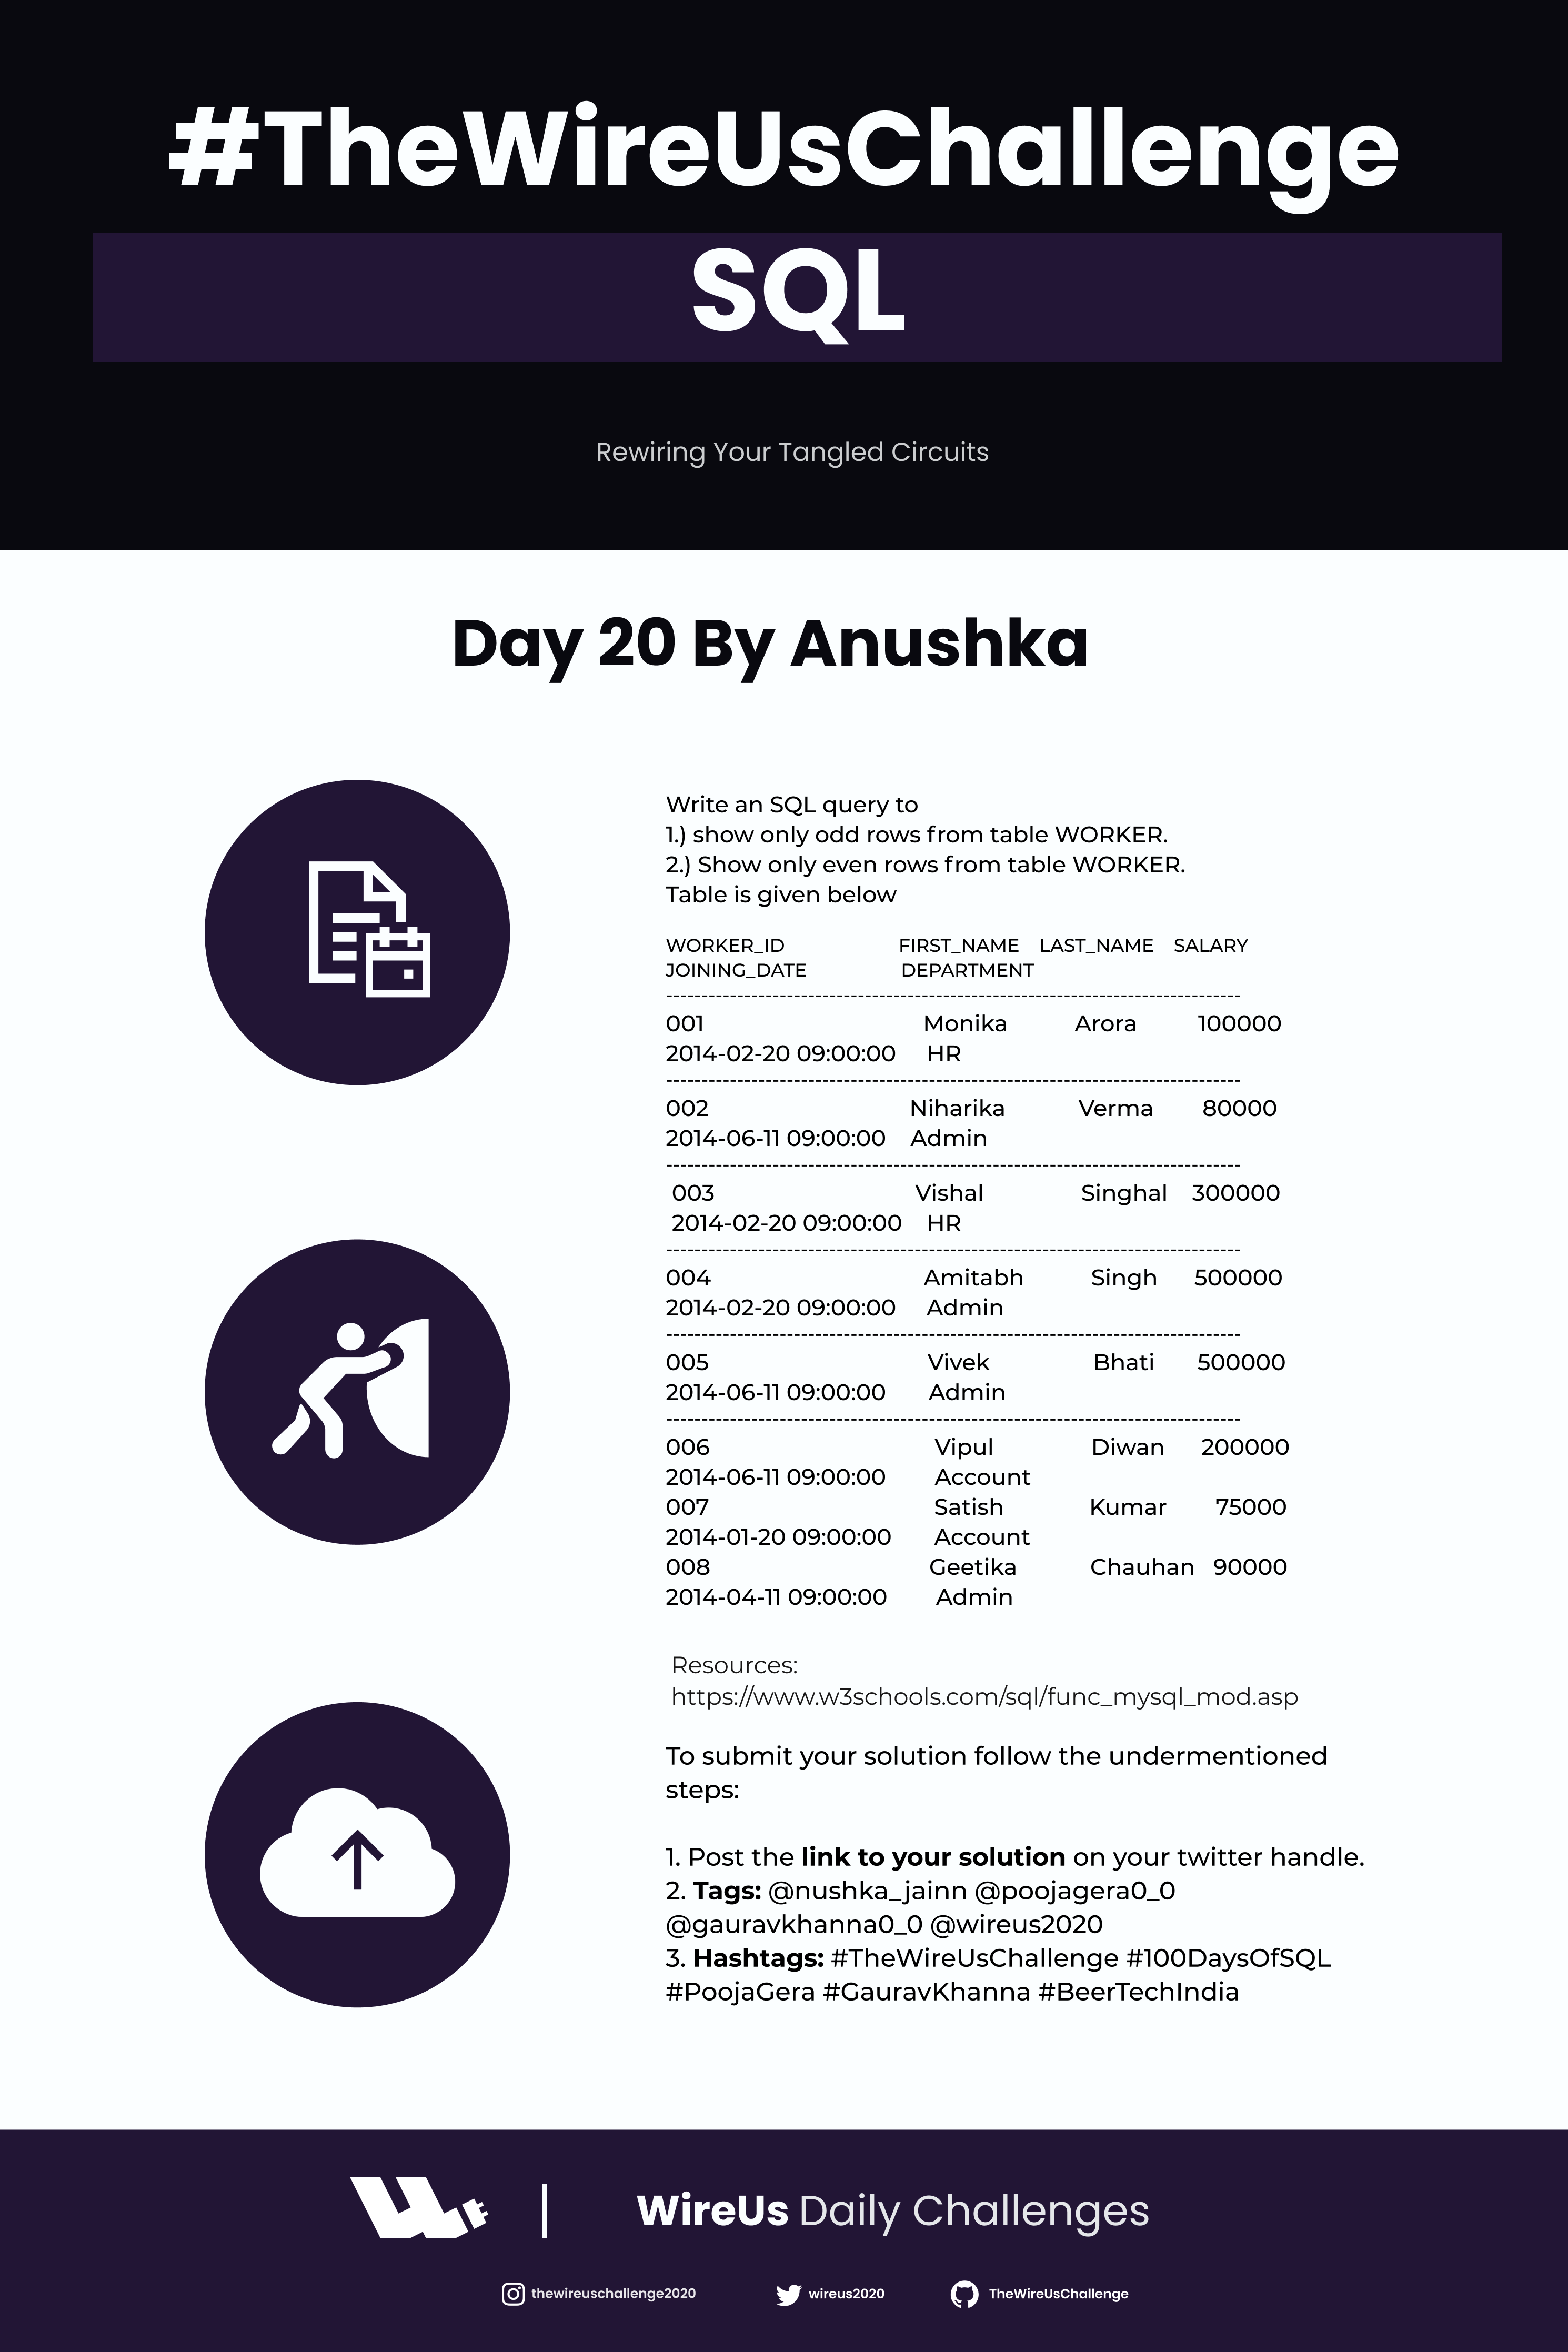 #TheWireUsChallenge
SQL
Rewiring Your Tangled Circuits
Day 20 By Anushka
Write an SQL query to
1.) show only odd rows from table WORKER.
2.) Show only even rows from table WORKER.
Table is given below
WORKER_ID FIRST_NAME LAST_NAME SALARY
JOINING_DATE DEPARTMENT
--------------------------------------------------------------------------------
001 Monika Arora 100000
2014-02-20 09:00:00 HR
--------------------------------------------------------------------------------
002 Niharika Verma 80000
2014-06-11 09:00:00 Admin
--------------------------------------------------------------------------------
003 Vishal Singhal 300000
2014-02-20 09:00:00 HR
--------------------------------------------------------------------------------
004 Amitabh Singh 500000
2014-02-20 09:00:00 Admin
--------------------------------------------------------------------------------
005 Vivek Bhati 500000
2014-06-11 09:00:00 Admin
--------------------------------------------------------------------------------
006 Vipul Diwan 200000
2014-06-11 09:00:00 Account
007 Satish Kumar 75000
2014-01-20 09:00:00 Account
008 Geetika Chauhan 90000
2014-04-11 09:00:00 Admin
Resources:
https://www.w3schools.com/sql/func_mysql_mod.asp
To submit your solution follow the undermentioned
steps:
1. Post the link to your solution on your twitter handle.
2. Tags: @nushka_jainn @poojagera0_0
@gauravkhanna0_0 @wireus2020
3. Hashtags: #TheWireUsChallenge #100DaysOfSQL
#PoojaGera #GauravKhanna #BeerTechIndia
WireUs Daily Challenges
thewireuschallenge2020 wireus2020 TheWireUsChallenge